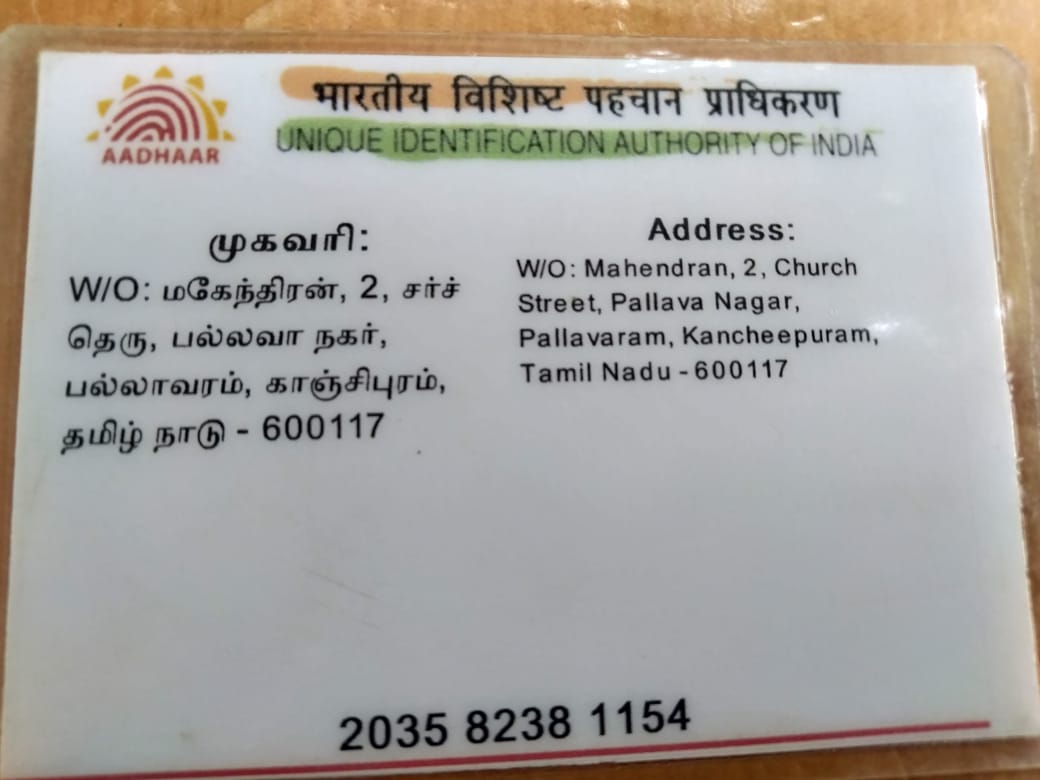 AADHAAR
भारतीय विशिष्ट पहचान प्राधिकरण
UNIQUE IDENTIFICATION AUTHORITY OF INDIA
முகவரி:
W/O: மகேந்திரன், 2, சர்ச்
தெரு, பல்லவா நகர்,
பல்லாவரம், காஞ்சிபுரம்,
தமிழ் நாடு - 600117
Address:
W/O: Mahendran, 2, Church
Street, Pallava Nagar,
Pallavaram, Kancheepuram,
Tamil Nadu - 600117
2035 8238 1154